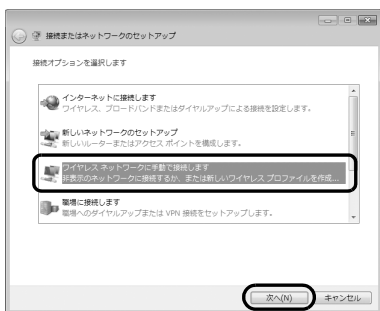 接続またはネットワークのセットアップ
接続オプションを選択します
インターネットに接続します
ワイヤレス、ブロードバンドまたはダイヤルアップによる接続を設定します。
新しいネットワークのセットアップ
新しいルーターまたはアクセス ポイントを構成します。
ワイヤレス ネットワークに手動で接続します
非表示のネットワークに接続するか、または新しいワイヤレス プロファイルを作成...
職場に接続します
職場へのダイヤルアップまたは VPN 接続をセットアップします。
次へ(N)
キャンセル